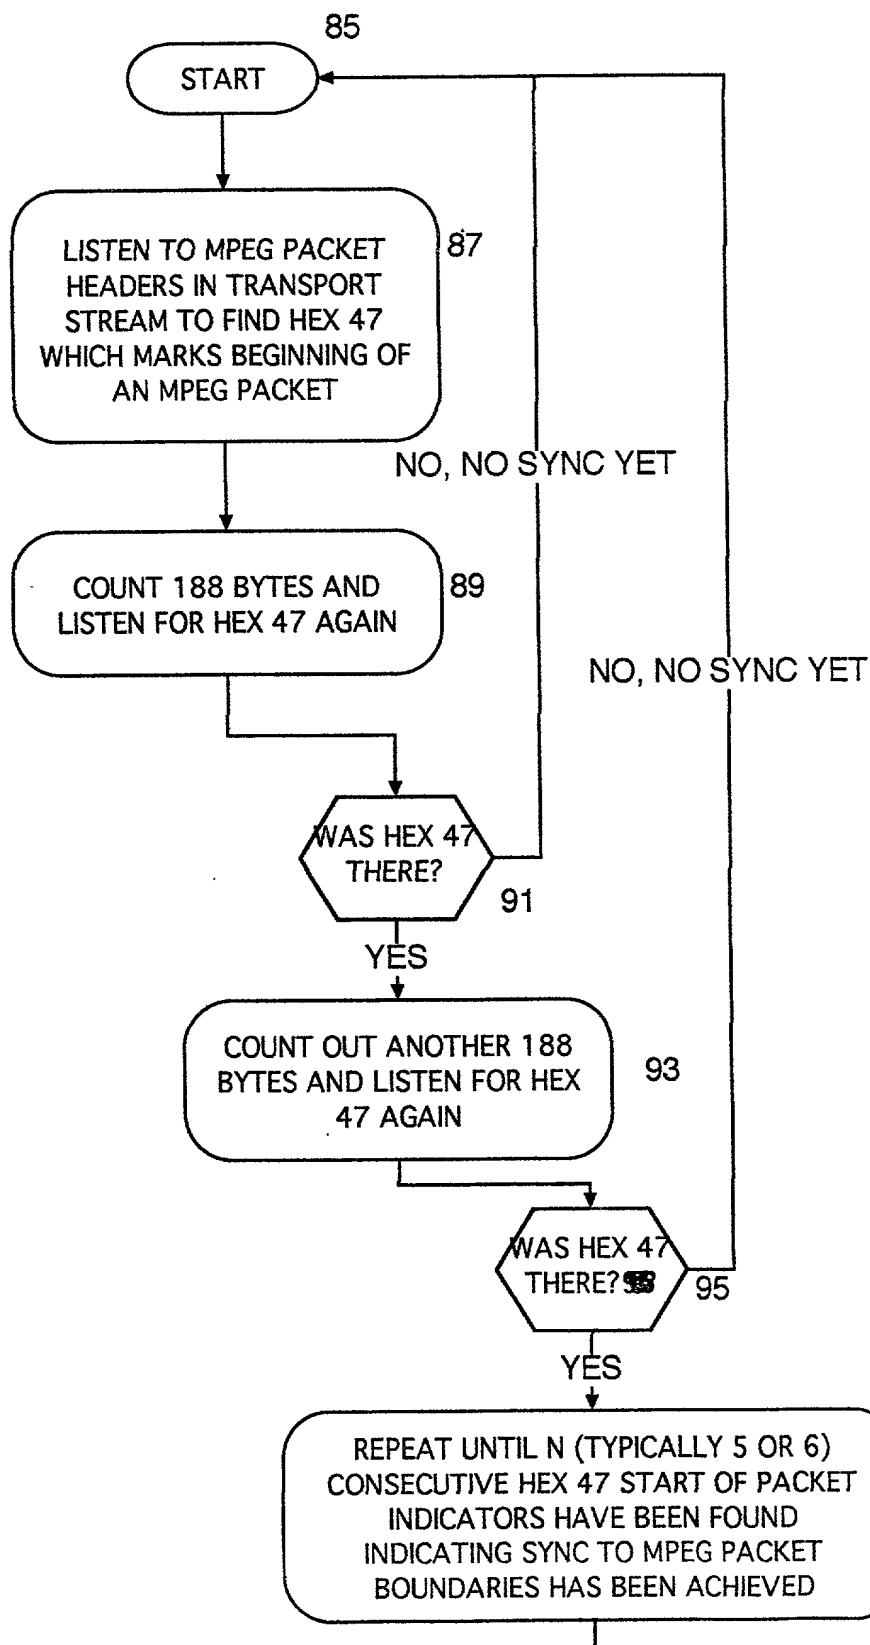 85
START
87
LISTEN TO MPEG PACKET
HEADERS IN TRANSPORT
STREAM TO FIND HEX 47
WHICH MARKS BEGINNING OF
AN MPEG PACKET
NO, NO SYNC YET
89
COUNT 188 BYTES AND
LISTEN FOR HEX 47 AGAIN
NO, NO SYNC YET
WAS HEX 47
THERE?
91
YES
COUNT OUT ANOTHER 188
BYTES AND LISTEN FOR HEX
47 AGAIN
93
WAS HEX 47
THERE?
95
YES
REPEAT UNTIL N (TYPICALLY 5 OR 6)
CONSECUTIVE HEX 47 START OF PACKET
INDICATORS HAVE BEEN FOUND
INDICATING SYNC TO MPEG PACKET
BOUNDARIES HAS BEEN ACHIEVED